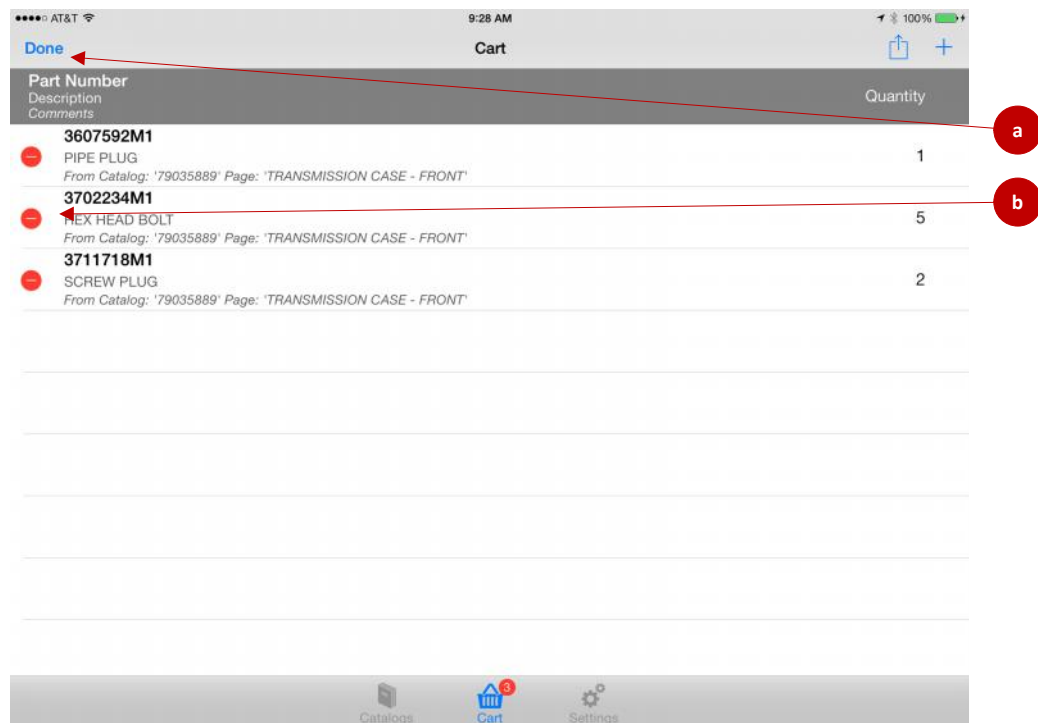 AT&T 9:28 AM 100%
Done Cart
Part Number
Description Quantity
Comments
a
3607592M1
PIPE PLUG 1
From Catalog: '79035889' Page: 'TRANSMISSION CASE - FRONT'
3702234M1
b
HEX HEAD BOLT 5
From Catalog: '79035889' Page: 'TRANSMISSION CASE - FRONT'
3711718M1
SCREW PLUG 2
From Catalog: '79035889' Page: 'TRANSMISSION CASE - FRONT'
3
Catalogs Cart Settings